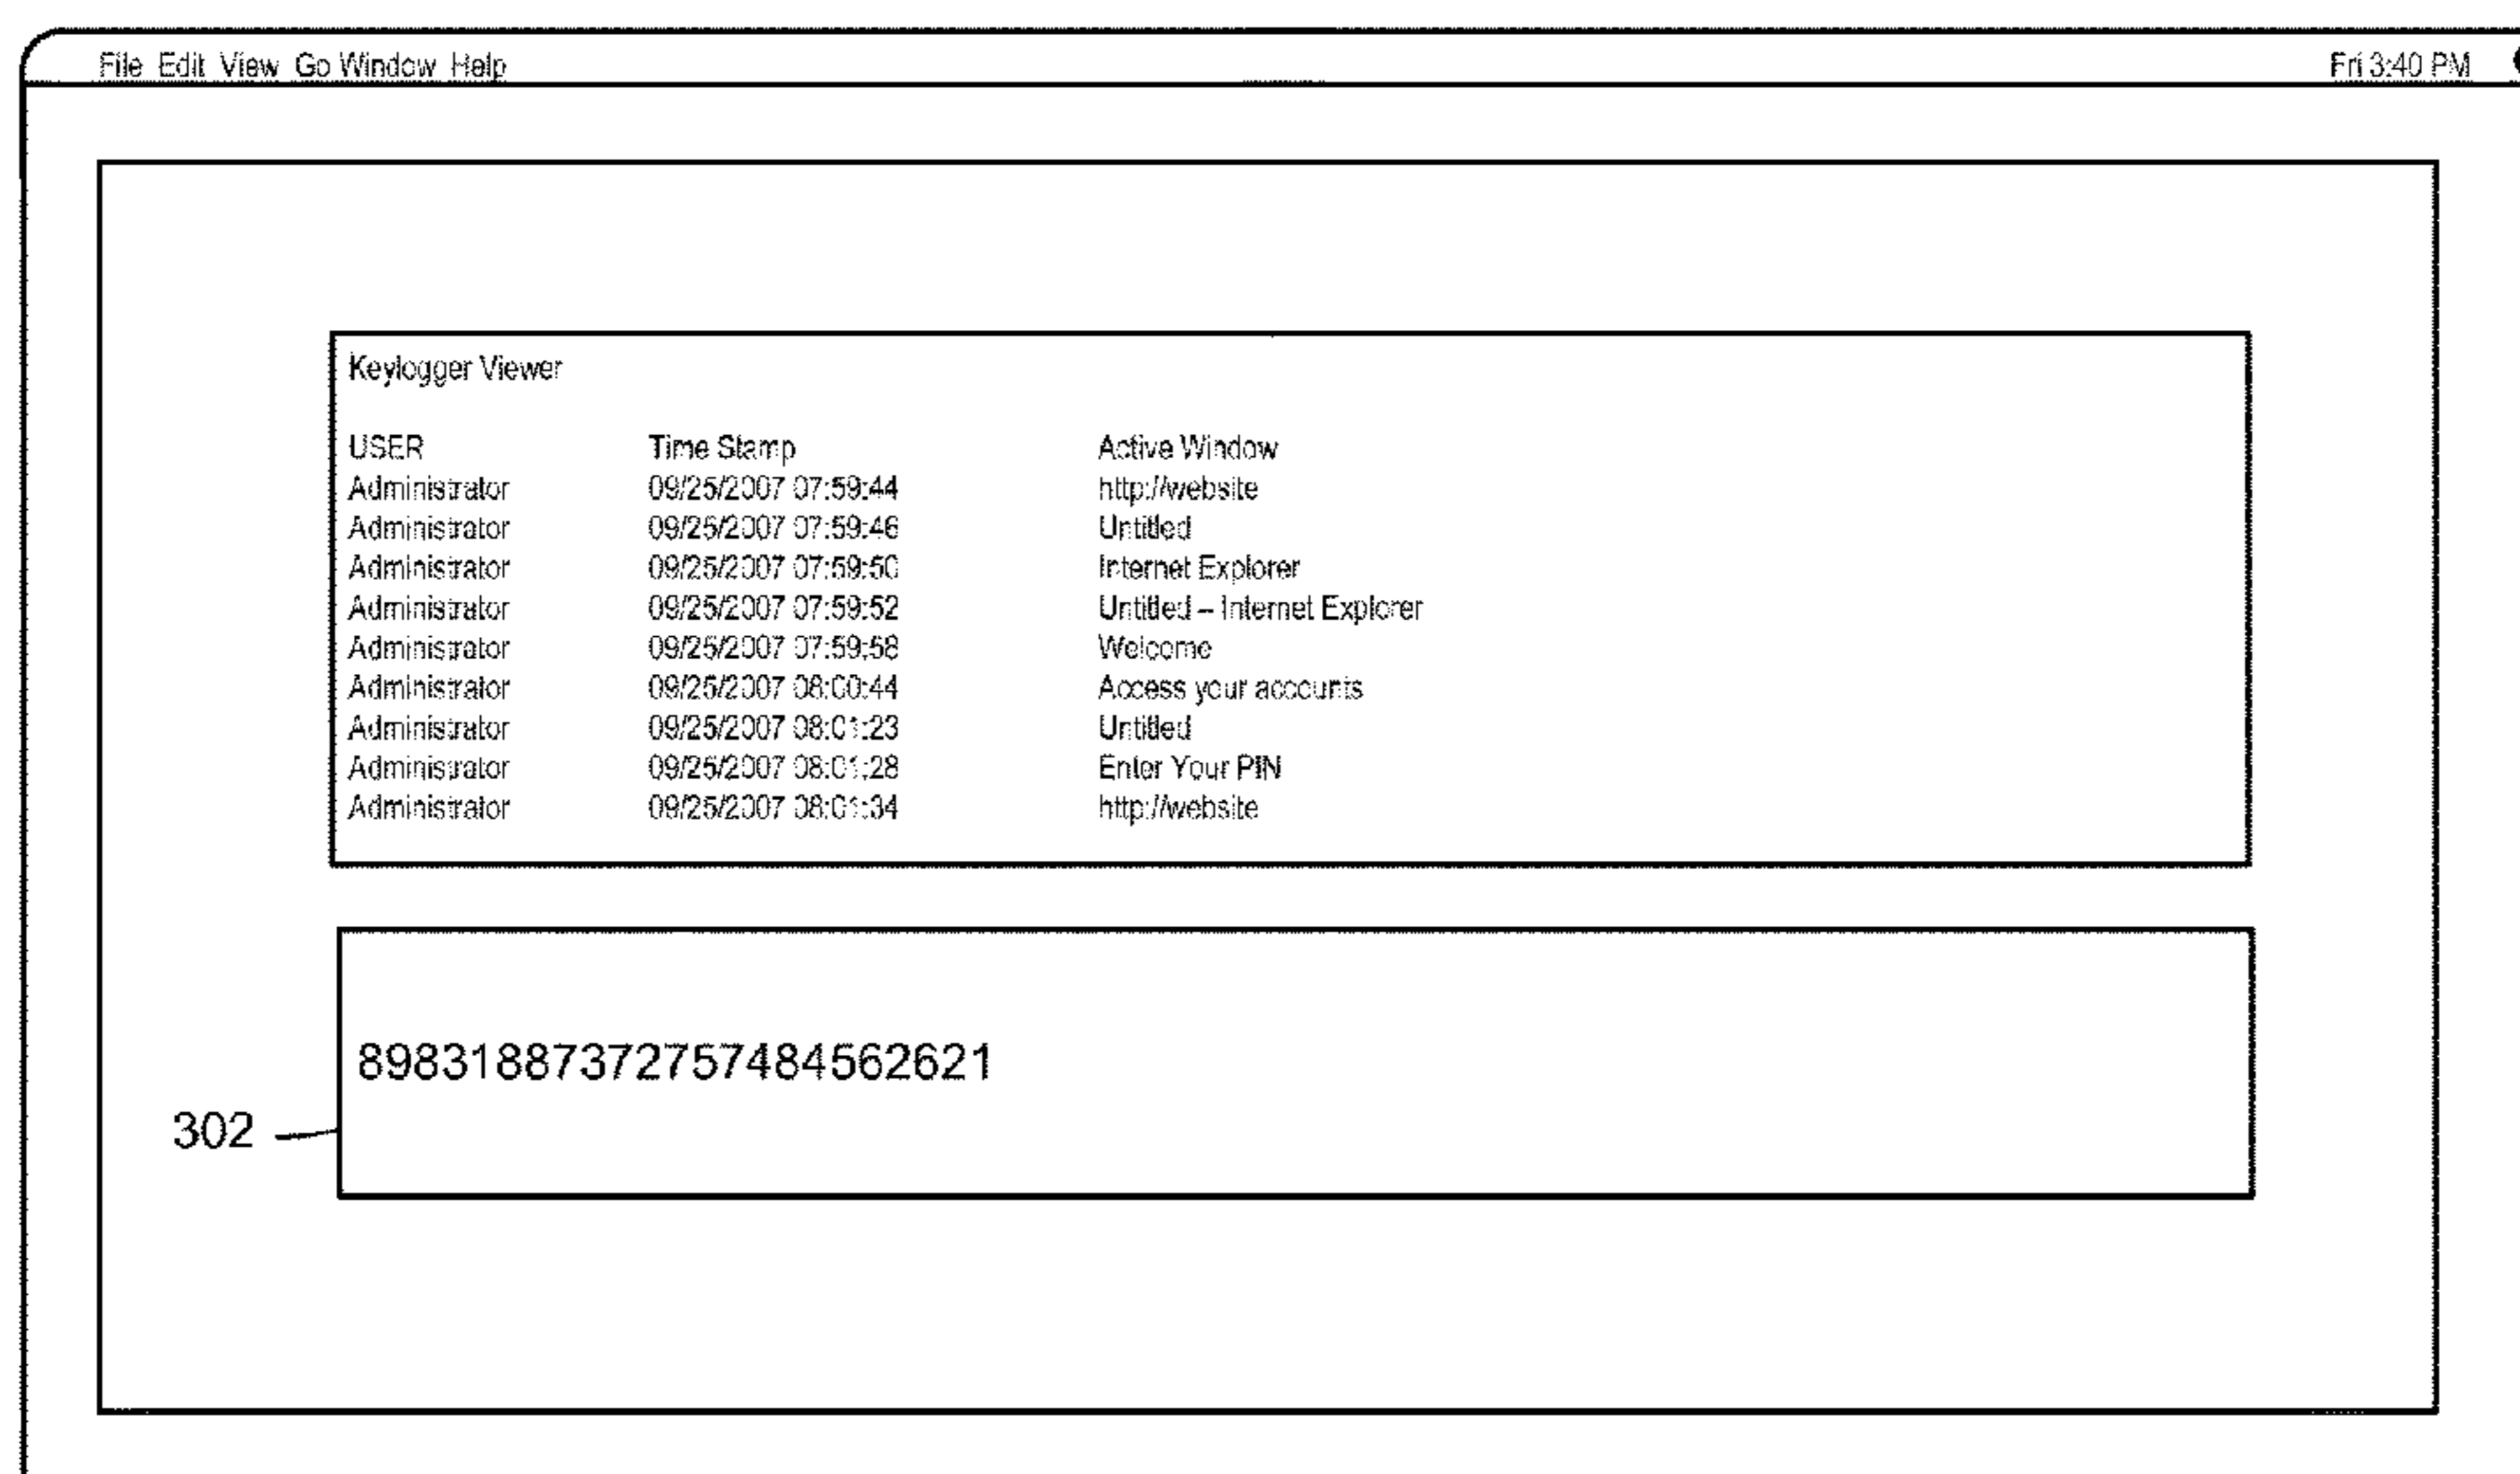 File Edit View Go Window Help Fri 3:40 PM
Keylogger Viewer
USER Time Stamp Active Window
Administrator 09/25/2007 07:59:44 http://website
Administrator 09/25/2007 07:59:46 Untitled
Administrator 09/25/2007 07:59:50 Internet Explorer
Administrator 09/25/2007 07:59:52 Untitled – Internet Explorer
Administrator 09/25/2007 07:59:58 Welcome
Administrator 09/25/2007 08:00:44 Access your accounts
Administrator 09/25/2007 08:01:23 Untitled
Administrator 09/25/2007 08:01:28 Enter Your PIN
Administrator 09/25/2007 08:01:34 http://website
898318873727574845626​21
302